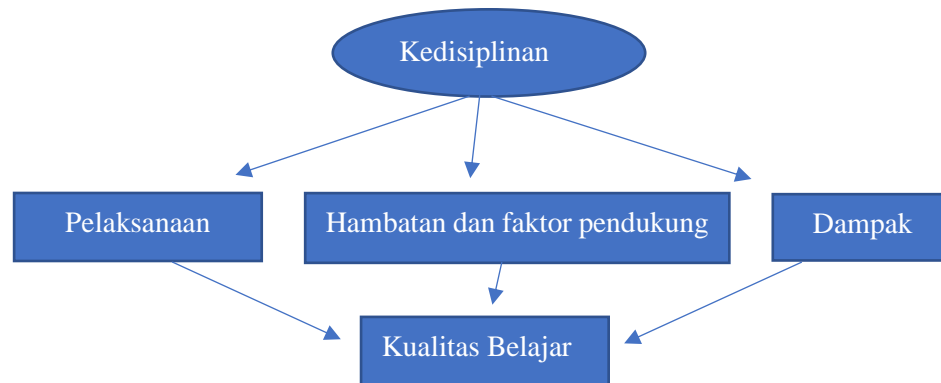 Kedisiplinan
Pelaksanaan
Hambatan dan faktor pendukung
Dampak
Kualitas Belajar